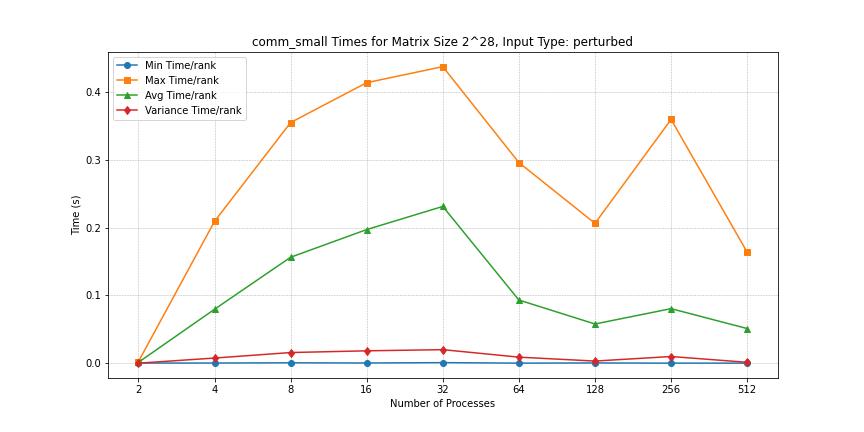 comm_small Times for Matrix Size 2^28, Input Type: perturbed
Min Time/rank
Max Time/rank
Avg Time/rank
Variance Time/rank
Time (s)
0.4
0.3
0.2
0.1
0.0
2 4 8 16 32 64 128 256 512
Number of Processes